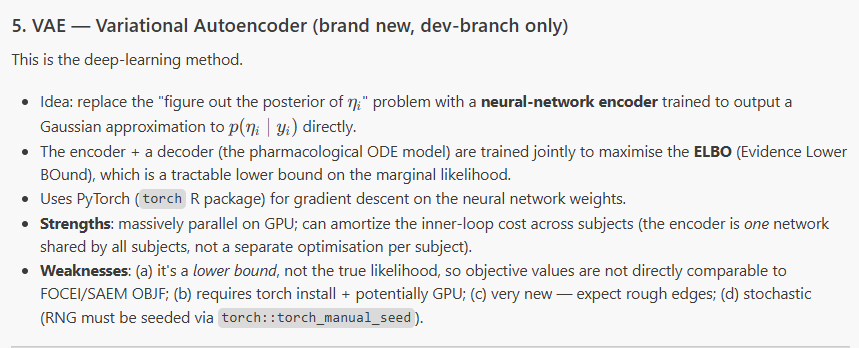 5. VAE — Variational Autoencoder (brand new, dev-branch only)
This is the deep-learning method.
• Idea: replace the "figure out the posterior of ηᵢ" problem with a neural-network encoder trained to output a
Gaussian approximation to p(ηᵢ | yᵢ) directly.
• The encoder + a decoder (the pharmacological ODE model) are trained jointly to maximise the ELBO (Evidence Lower
BOund), which is a tractable lower bound on the marginal likelihood.
• Uses PyTorch (torch R package) for gradient descent on the neural network weights.
• Strengths: massively parallel on GPU; can amortize the inner-loop cost across subjects (the encoder is one network
shared by all subjects, not a separate optimisation per subject).
• Weaknesses: (a) it's a lower bound, not the true likelihood, so objective values are not directly comparable to
FOCEI/SAEM OBJF; (b) requires torch install + potentially GPU; (c) very new — expect rough edges; (d) stochastic
(RNG must be seeded via torch::torch_manual_seed).